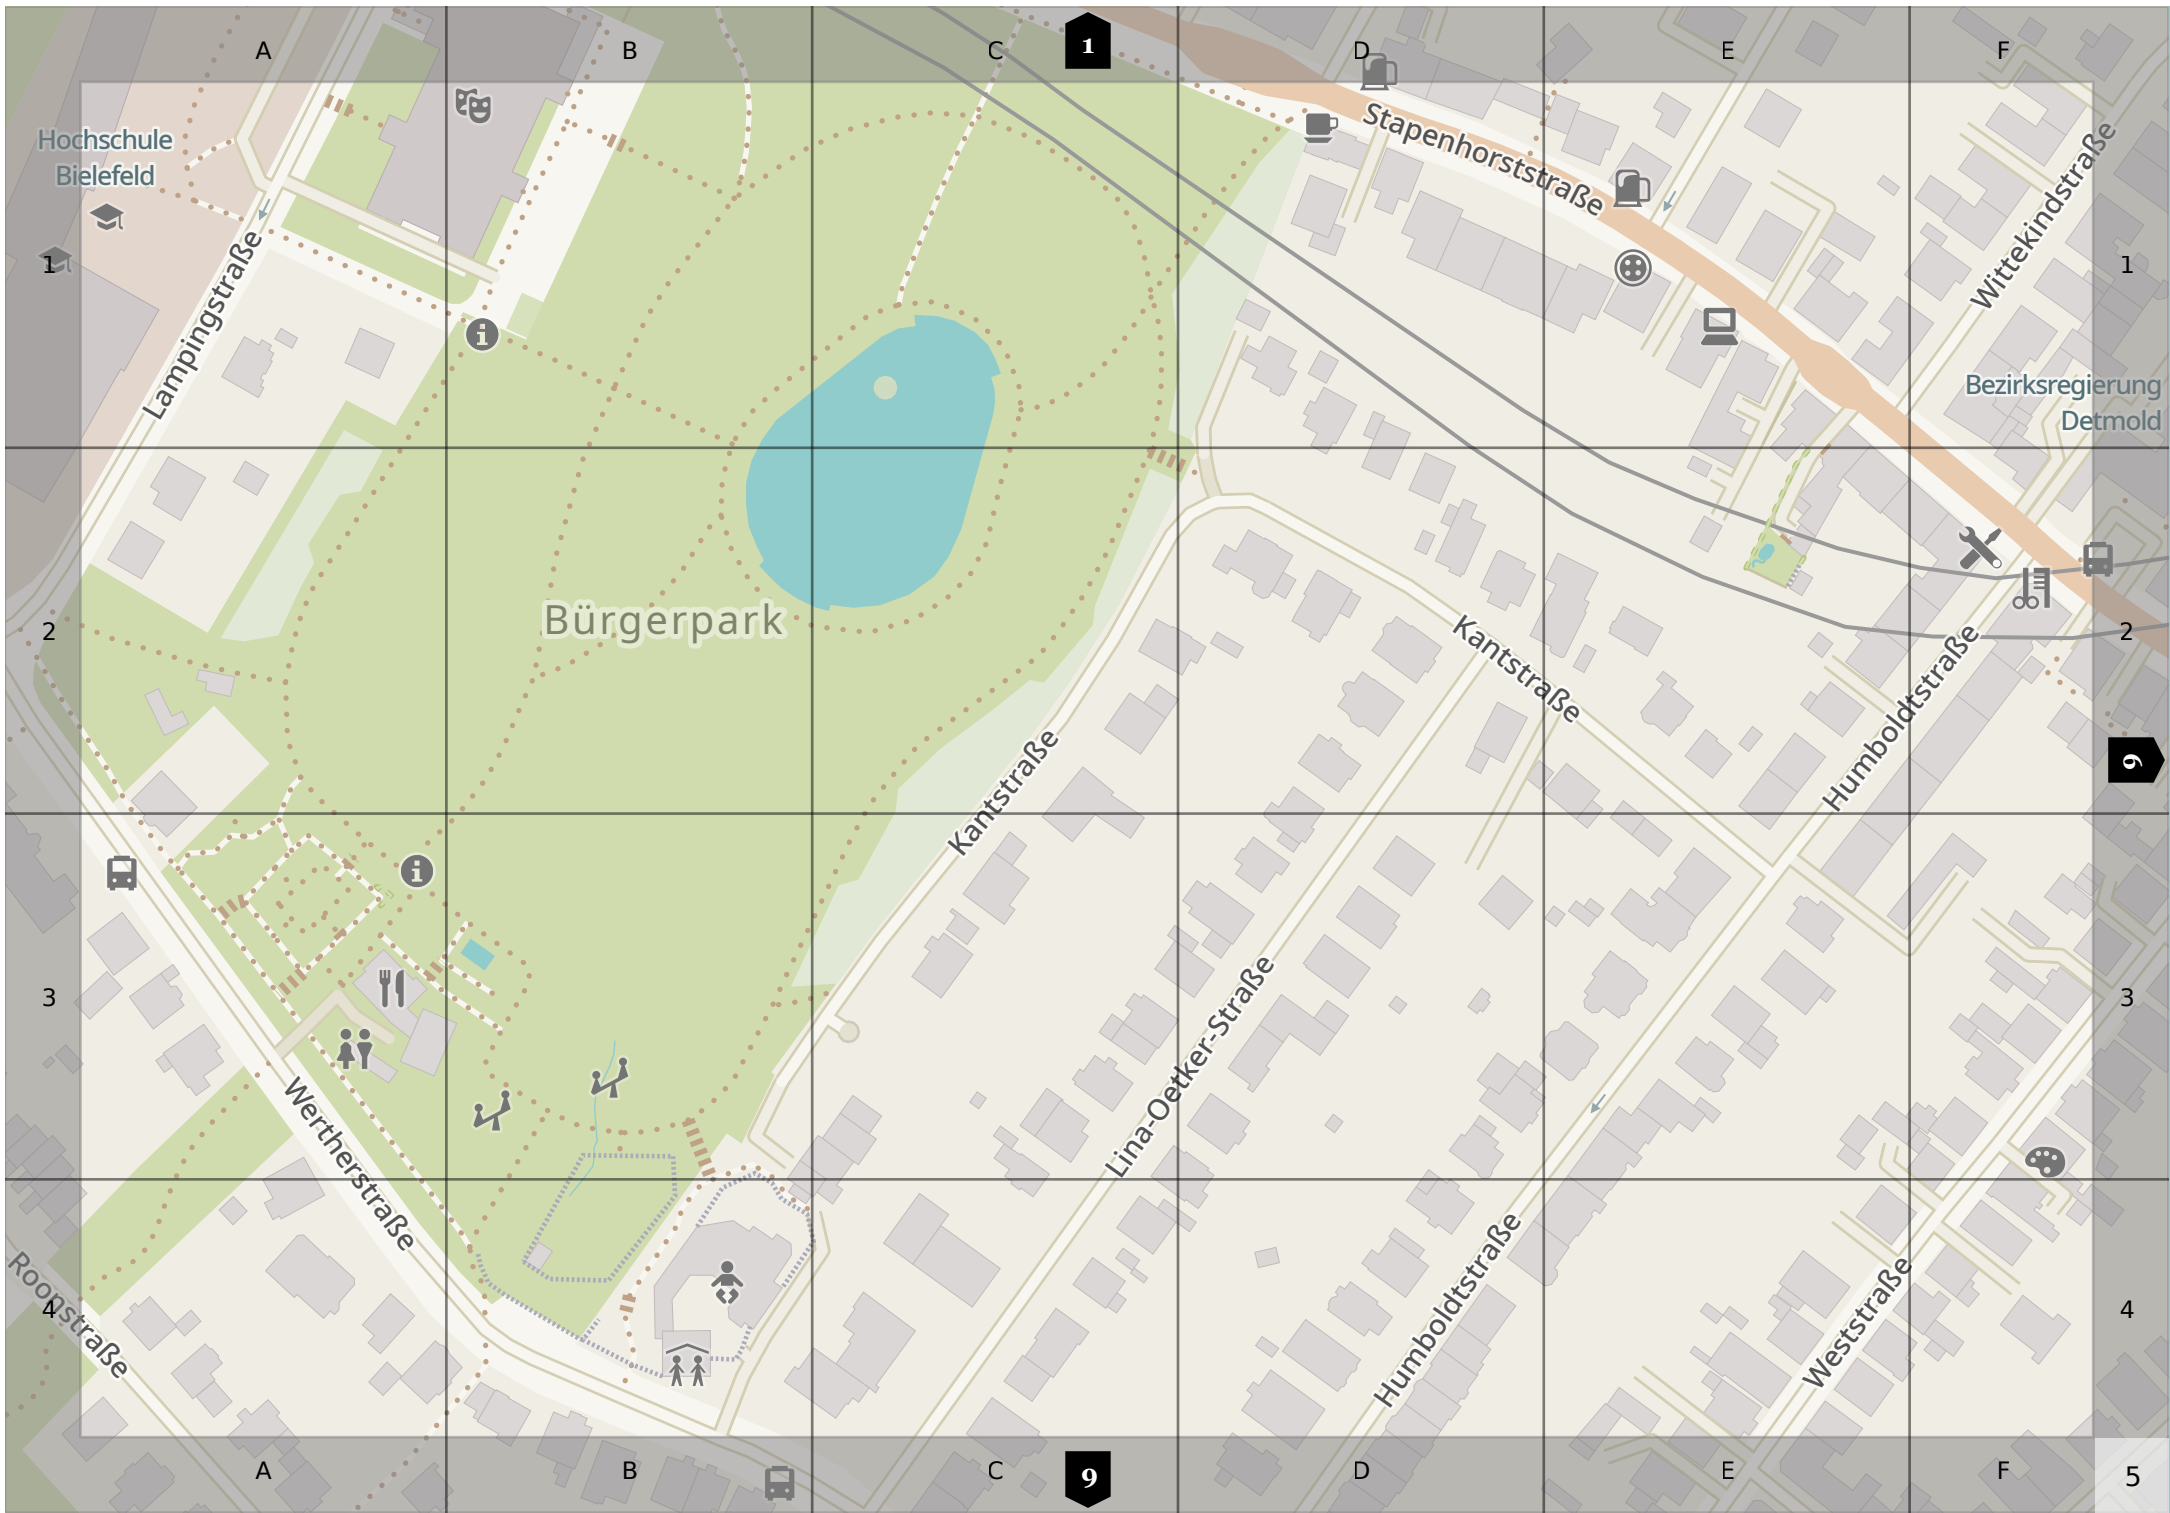 A
B
C
1
D
E
F
Stapenhorststraße
Hochschule
Bielefeld
Wittekindstraße
1
1
Lampingstraße
Bezirksregierung
Detmold
2
Bürgerpark
Kantstraße
Humboldtstraße
2
Kantstraße
6
3
Lina-Oetker-Straße
3
Wertherstraße
Roonstraße
4
Humboldtstraße
Weststraße
4
A
B
C
9
D
E
F
5